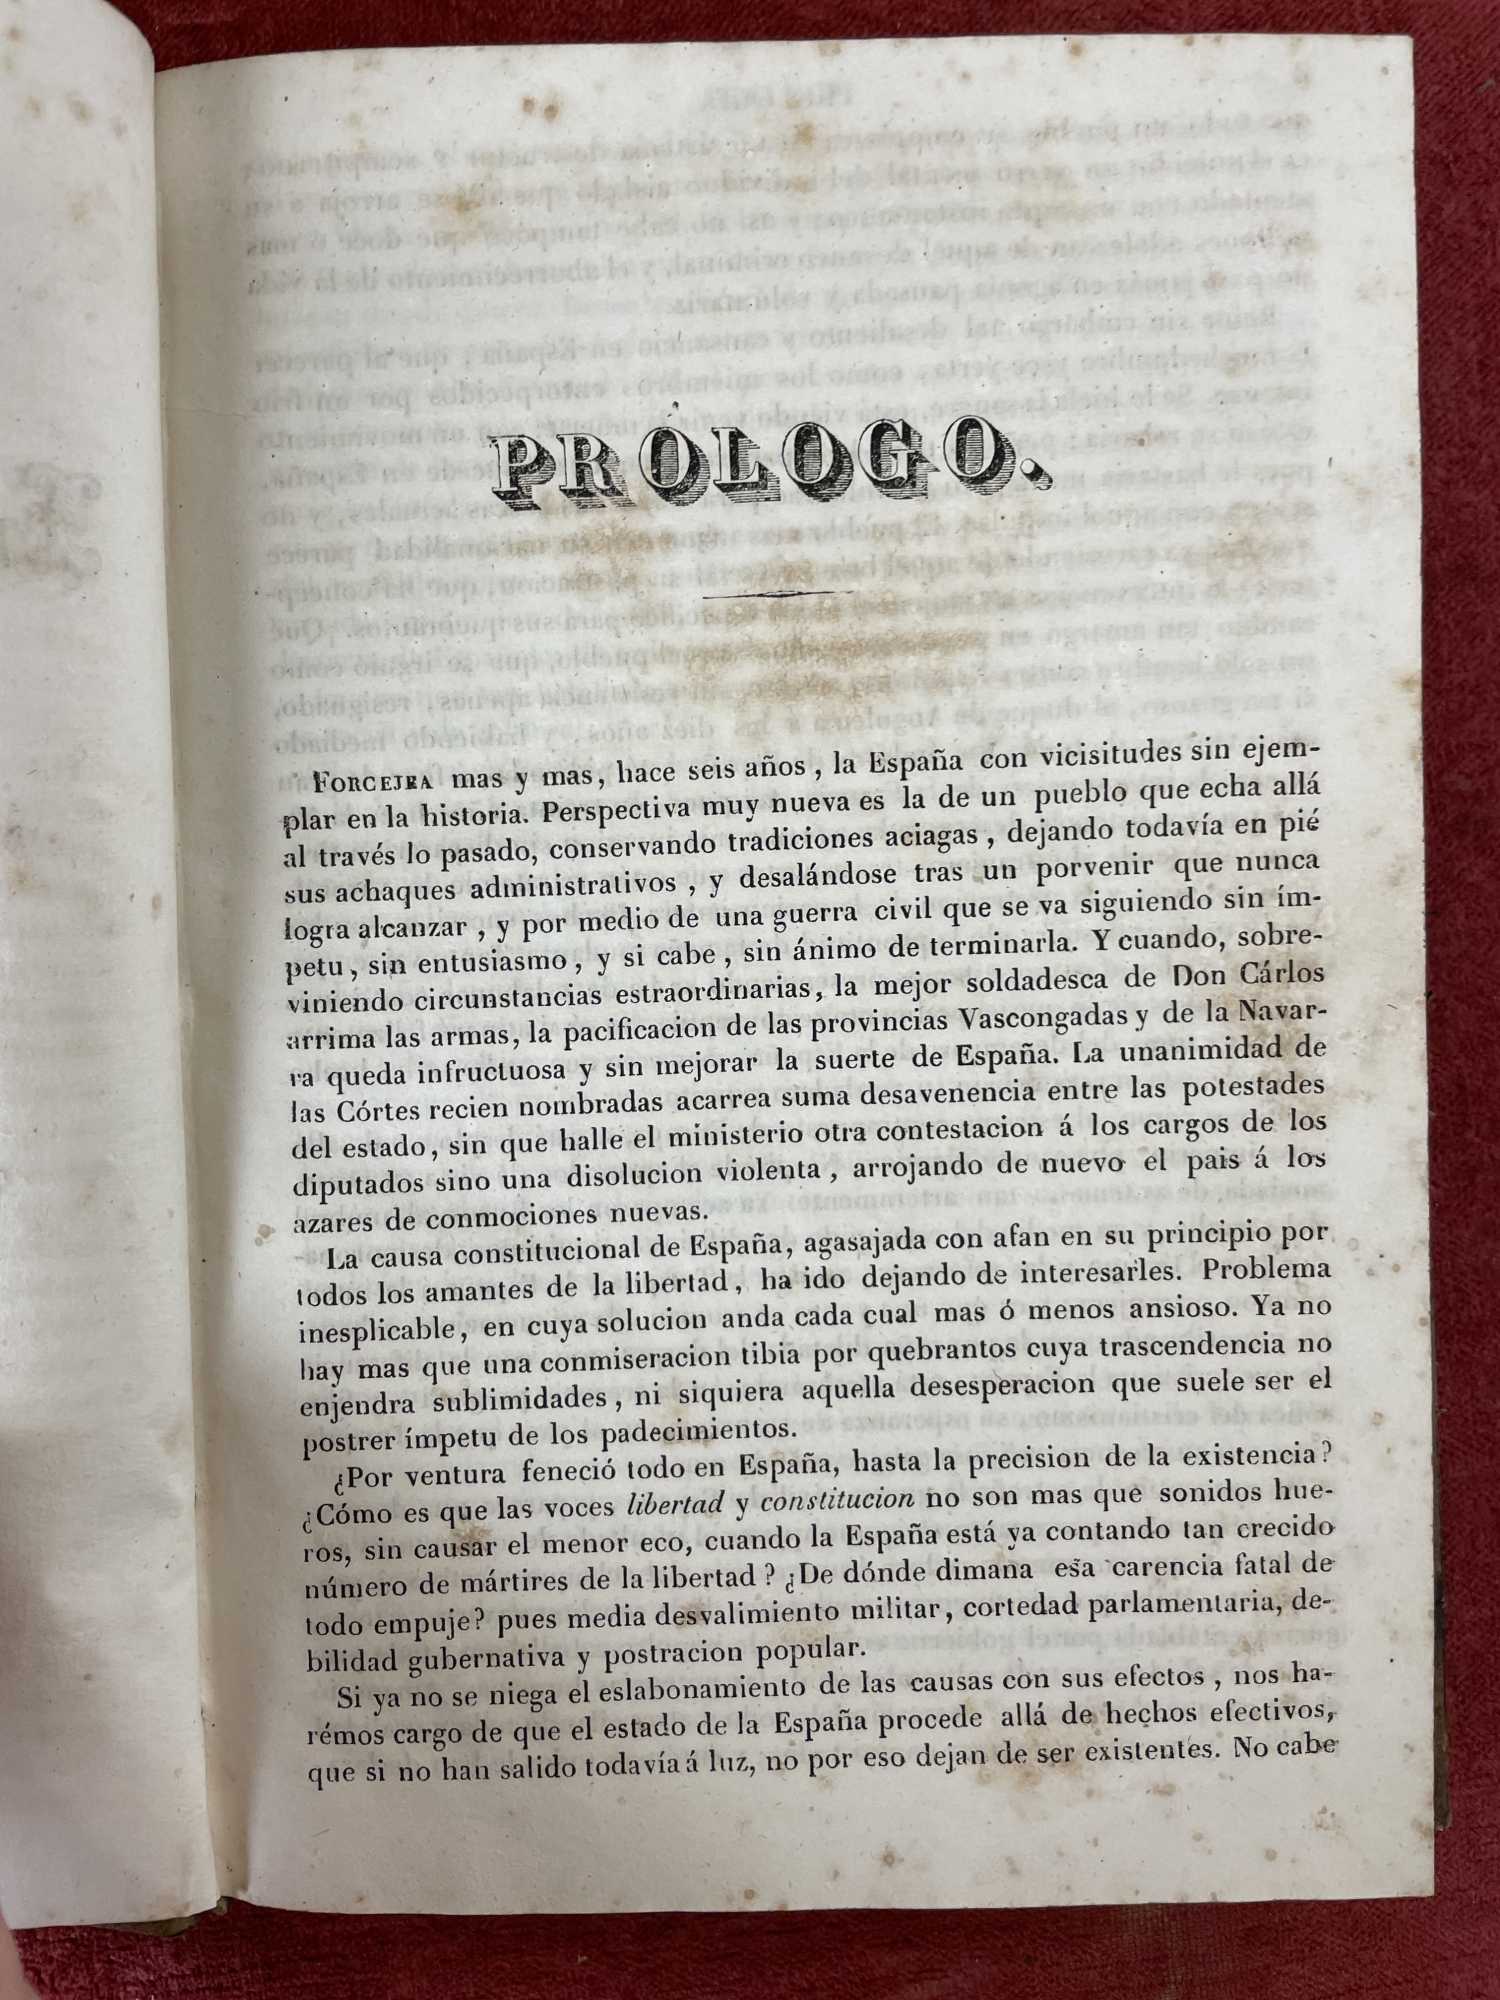 PRÓLOGO.
FORCEJEA mas y mas, hace seis años, la España con vicisitudes sin ejem-
plar en la historia. Perspectiva muy nueva es la de un pueblo que echa allá
al través lo pasado, conservando tradiciones aciagas, dejando todavía en pié
sus achaques administrativos, y desalándose tras un porvenir que nunca
logra alcanzar, y por medio de una guerra civil que se va siguiendo sin ím-
petu, sin entusiasmo, y si cabe, sin ánimo de terminarla. Y cuando, sobre-
viniendo circunstancias estraordinarias, la mejor soldadesca de Don Cárlos
arrima las armas, la pacificacion de las provincias Vascongadas y de la Navar-
ra queda infructuosa y sin mejorar la suerte de España. La unanimidad de
las Córtes recien nombradas acarrea suma desavenencia entre las potestades
del estado, sin que halle el ministerio otra contestacion á los cargos de los
diputados sino una disolucion violenta, arrojando de nuevo el pais á los
azares de conmociones nuevas.
La causa constitucional de España, agasajada con afan en su principio por
todos los amantes de la libertad, ha ido dejando de interesarles. Problema
inesplicable, en cuya solucion anda cada cual mas ó menos ansioso. Ya no
hay mas que una conmiseracion tibia por quebrantos cuya trascendencia no
enjendra sublimidades, ni siquiera aquella desesperacion que suele ser el
postrer ímpetu de los padecimientos.
¿Por ventura feneció todo en España, hasta la precision de la existencia?
¿Cómo es que las voces libertad y constitucion no son mas que sonidos hue-
ros, sin causar el menor eco, cuando la España está ya contando tan crecido
número de mártires de la libertad? ¿De dónde dimana esa carencia fatal de
todo empuje? pues media desvalimiento militar, cortedad parlamentaria, de-
bilidad gubernativa y postracion popular.
Si ya no se niega el eslabonamiento de las causas con sus efectos, nos ha-
rémos cargo de que el estado de la España procede allá de hechos efectivos,
que si no han salido todavía á luz, no por eso dejan de ser existentes. No cabe